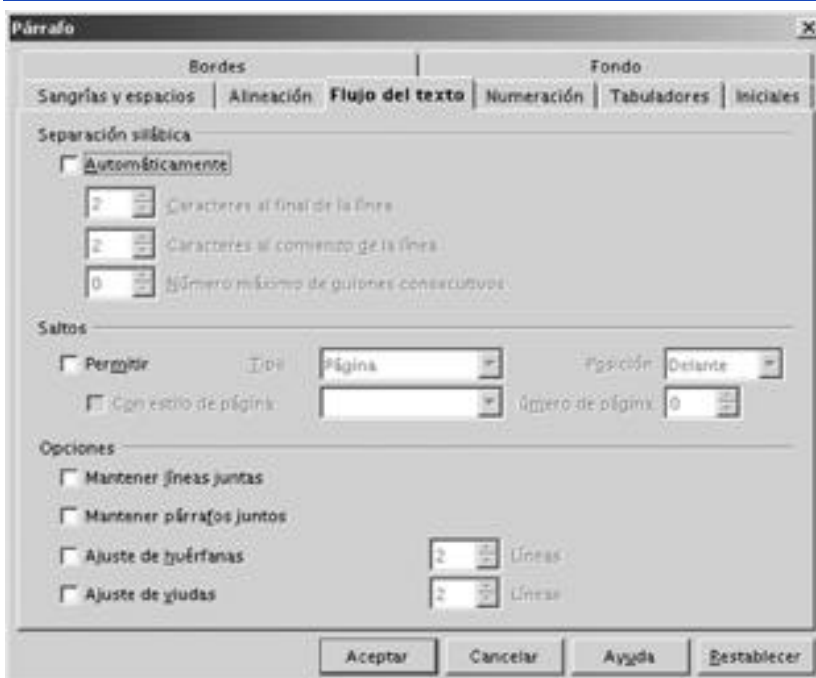 Párrafo
Bordes Fondo
Sangrías y espacios Alineación Flujo del texto Numeración Tabuladores Iniciales
Separación silábica
Automáticamente
2 Caracteres al final de la línea
2 Caracteres al comienzo de la línea
0 Número máximo de guiones consecutivos
Saltos
Permitir Tipo Página Posición Delante
Con estilo de página úmero de página 0
Opciones
Mantener líneas juntas
Mantener párrafos juntos
Ajuste de huérfanas 2 Líneas
Ajuste de viudas 2 Líneas
Aceptar Cancelar Ayuda Restablecer